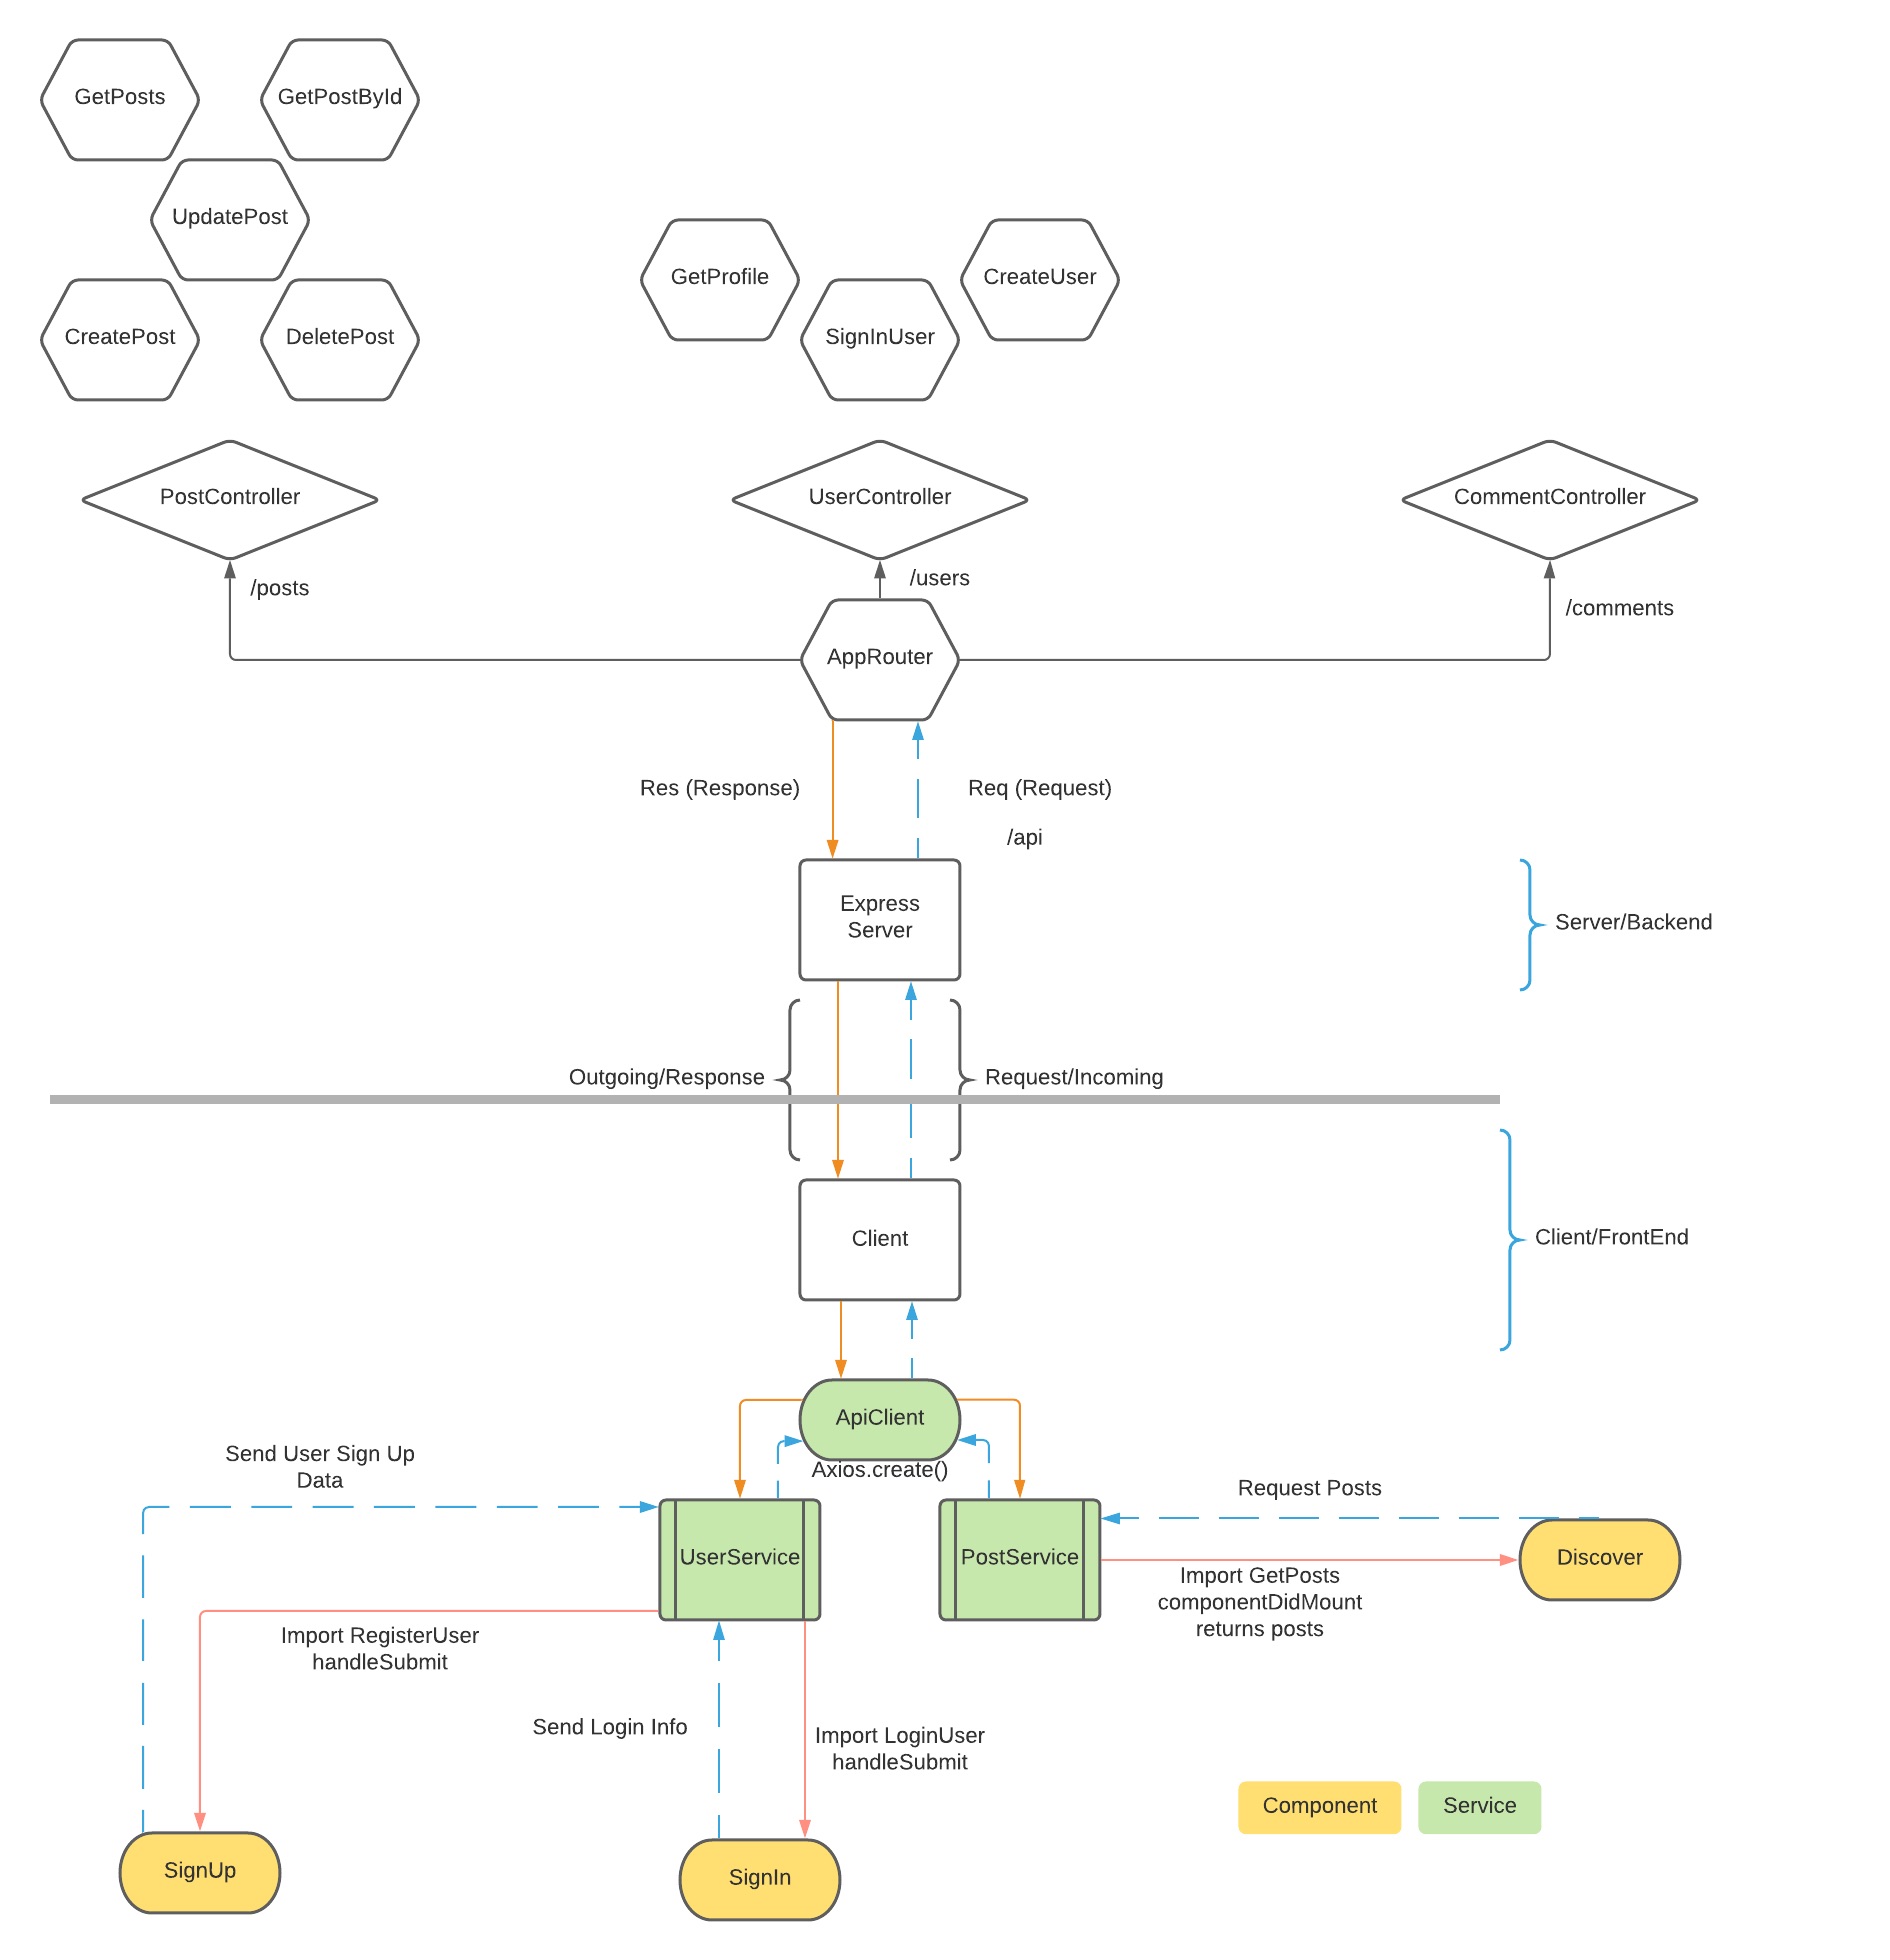 GetPosts
GetPostById
UpdatePost
CreatePost
DeletePost
GetProfile
CreateUser
SignInUser
PostController
UserController
CommentController
/posts
/users
/comments
AppRouter
Res (Response)
Req (Request)
/api
Express
Server
Server/Backend
Outgoing/Response
Request/Incoming
Client
Client/FrontEnd
ApiClient
Axios.create()
Send User Sign Up
Data
Request Posts
UserService
PostService
Discover
Import GetPosts
componentDidMount
returns posts
Import RegisterUser
handleSubmit
Send Login Info
Import LoginUser
handleSubmit
Component
Service
SignUp
SignIn